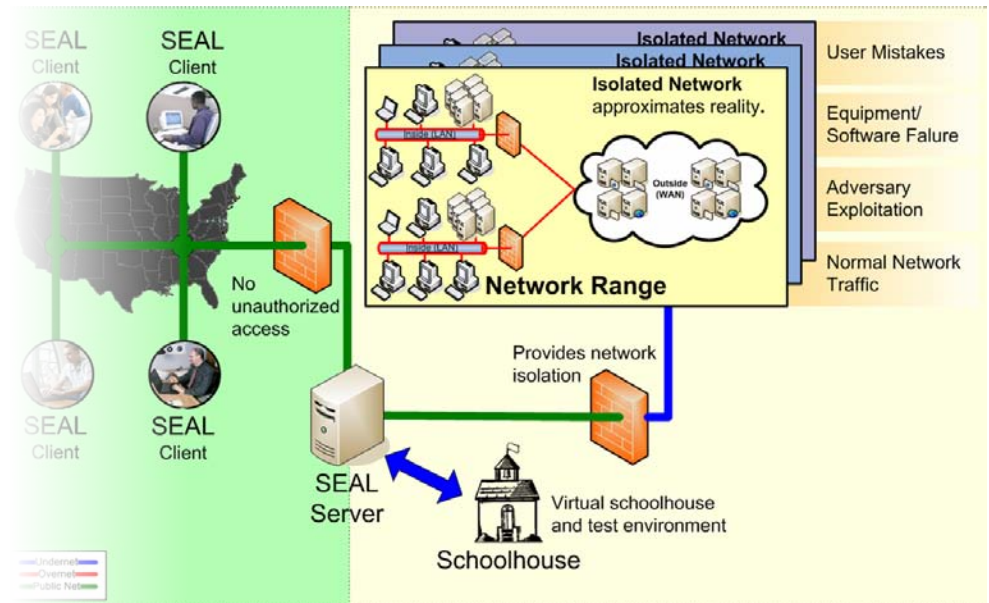 SEAL
Client
SEAL
Client
SEAL
Client
SEAL
Client
No
unauthorized
access
SEAL
Server
Isolated Network
Isolated Network
Isolated Network
approximates reality.
Inside (LAN)
Inside (LAN)
Outside
(WAN)
Network Range
User Mistakes
Equipment/
Software Falure
Adversary
Exploitation
Normal Network
Traffic
Provides network
isolation
Virtual schoolhouse
and test environment
Schoolhouse
Undernet
Overnet
Public Net